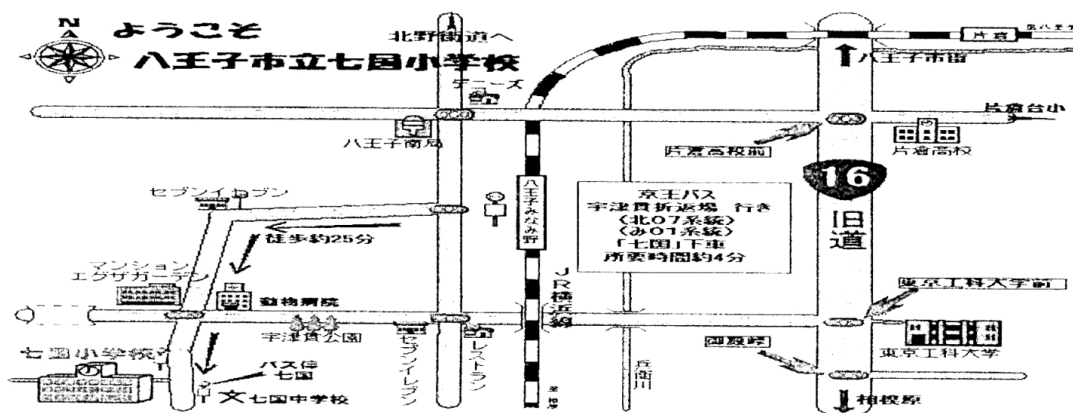 N
ようこそ
八王子市立七国小学校
北野街道へ
デニーズ
片倉
八王子市街
片倉台小
八王子南局
片倉高校前
片倉高校
16
旧道
セブンイレブン
八王子みなみ野
京王バス
宇津貫折返場 行き
(北07系統)
(み01系統)
「七国」下車
所要時間約4分
徒歩約25分
マンション
エクザガーデン
動物病院
JR横浜線
東京工科大学前
宇津貫公園
セブンイレブン
レストラン
兵衛川
御殿峠
東京工科大学
七国小学校
バス停
七国
文 七国中学校
相模原